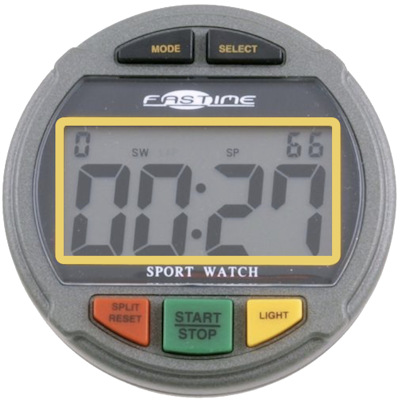 MODE SELECT
FASTIME
0 SW SP 66
00:27
SPORT WATCH
SPLIT RESET
START STOP
LIGHT